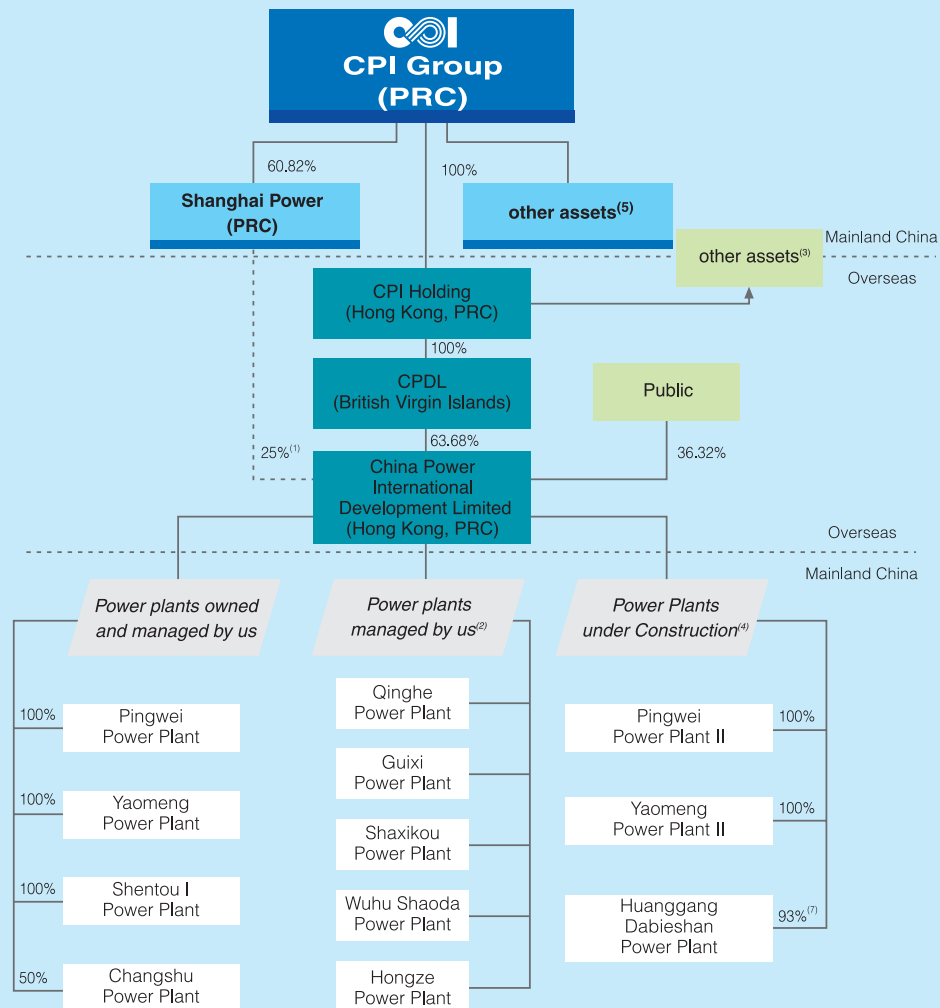 CPI
CPI Group
(PRC)
60.82%
100%
Shanghai Power
(PRC)
other assets(5)
Mainland China
other assets(3)
Overseas
CPI Holding
(Hong Kong, PRC)
100%
CPDL
(British Virgin Islands)
Public
63.68%
25%(1)
36.32%
China Power
International
Development Limited
(Hong Kong, PRC)
Overseas
Mainland China
Power plants owned
and managed by us
100%
Pingwei
Power Plant
100%
Yaomeng
Power Plant
100%
Shentou I
Power Plant
50%
Changshu
Power Plant
Power plants
managed by us(2)
Qinghe
Power Plant
Guixi
Power Plant
Shaxikou
Power Plant
Wuhu Shaoda
Power Plant
Hongze
Power Plant
Power Plants
under Construction(4)
Pingwei
Power Plant II
100%
Yaomeng
Power Plant II
100%
Huanggang
Dabieshan
Power Plant
93%(7)